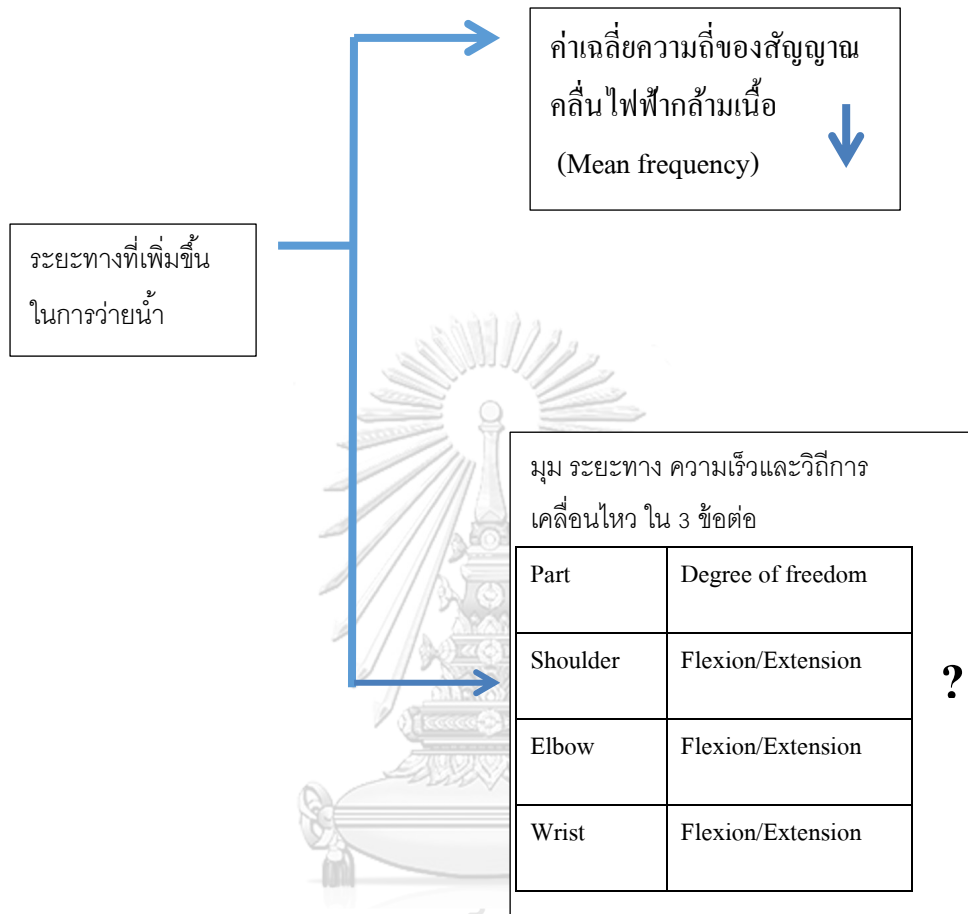 ค่าเฉลี่ยความถี่ของสัญญาณ
คลื่นไฟฟ้ากล้ามเนื้อ
(Mean frequency)
ระยะทางที่เพิ่มขึ้น
ในการว่ายน้ำ
มุม ระยะทาง ความเร็วและวิถีการ
เคลื่อนไหว ใน 3 ข้อต่อ
Part Degree of freedom
Shoulder Flexion/Extension
?
Elbow Flexion/Extension
Wrist Flexion/Extension